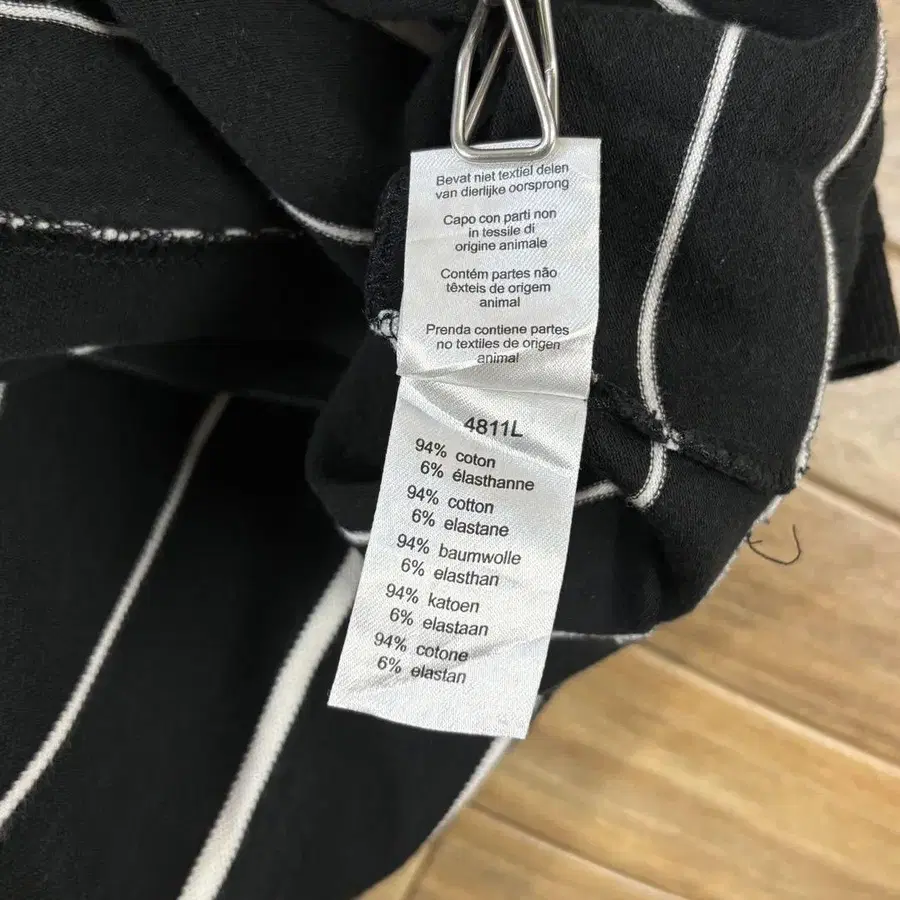 Bevat niet textiel delen
van dierlijke oorsprong
Capo con parti non
in tessile di
origine animale
Contém partes não
têxteis de origem
animal
Prenda contiene partes
no textiles de origen
animal
4811L
94% coton
6% élasthanne
94% cotton
6% elastane
94% baumwolle
6% elasthan
94% katoen
6% elastaan
94% cotone
6% elastan